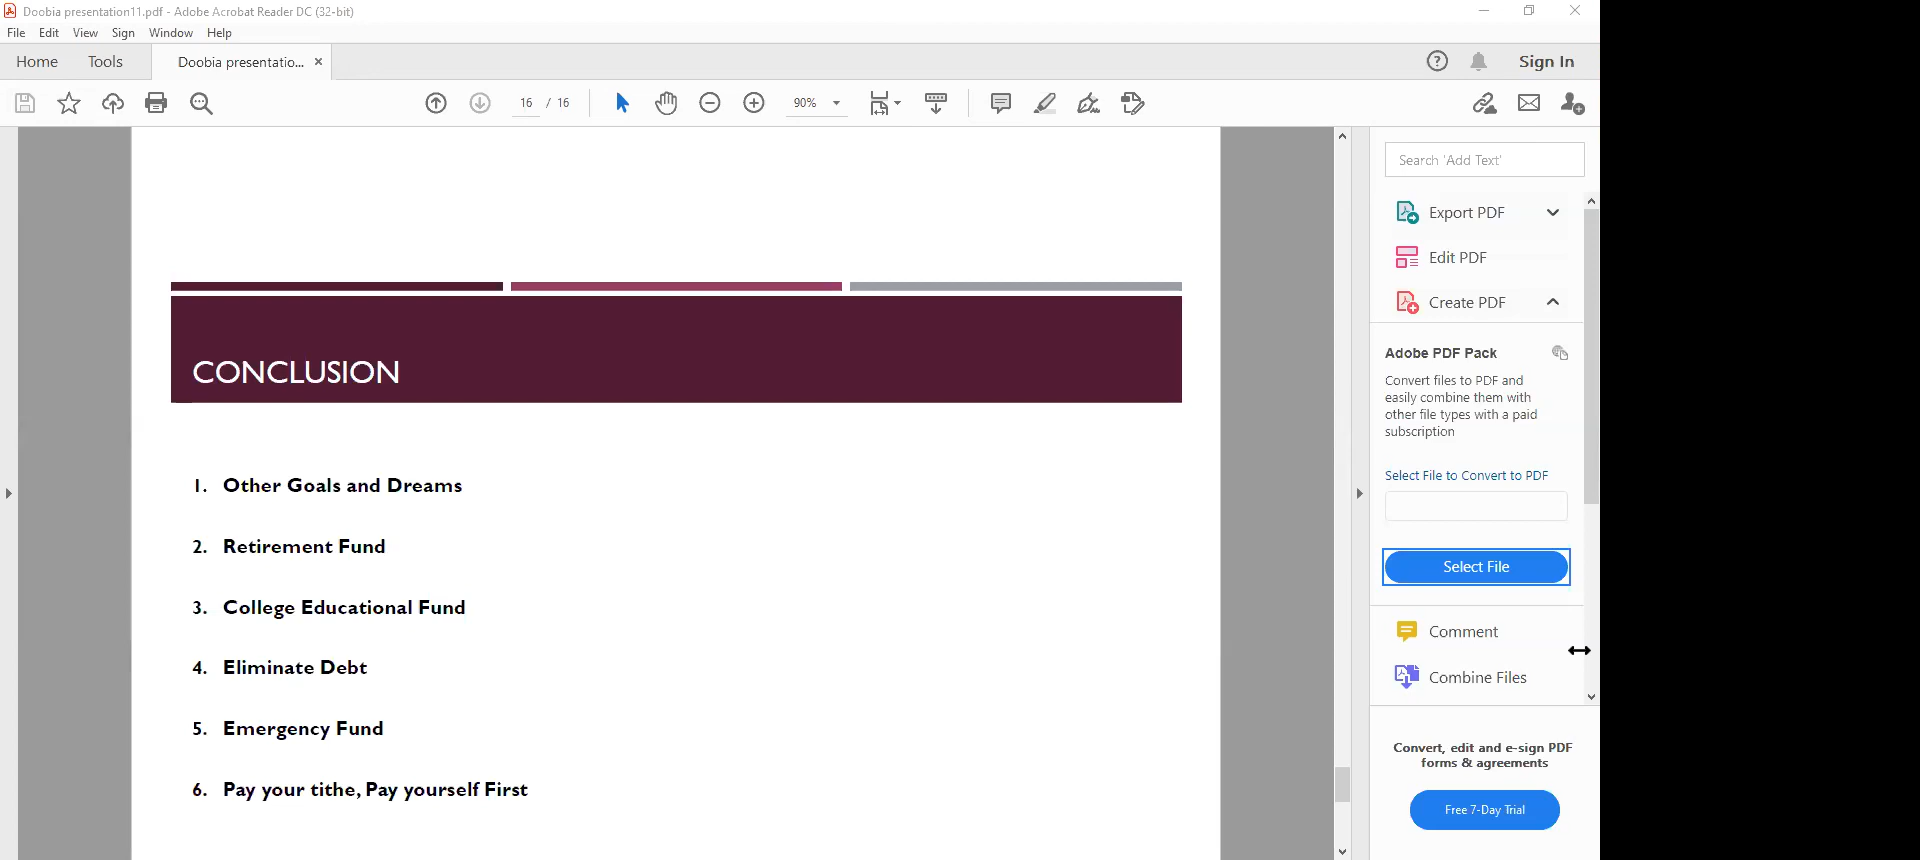 Doobia presentation11.pdf - Adobe Acrobat Reader DC (32-bit)
File Edit View Sign Window Help
Home Tools Doobia presentatio... × Sign In
16 / 16 90%
Search 'Add Text'
Export PDF
Edit PDF
Create PDF
Adobe PDF Pack
Convert files to PDF and
easily combine them with
other file types with a paid
subscription
Select File to Convert to PDF
Select File
Comment
Combine Files
Convert, edit and e-sign PDF
forms & agreements
Free 7-Day Trial
CONCLUSION
1. Other Goals and Dreams
2. Retirement Fund
3. College Educational Fund
4. Eliminate Debt
5. Emergency Fund
6. Pay your tithe, Pay yourself First